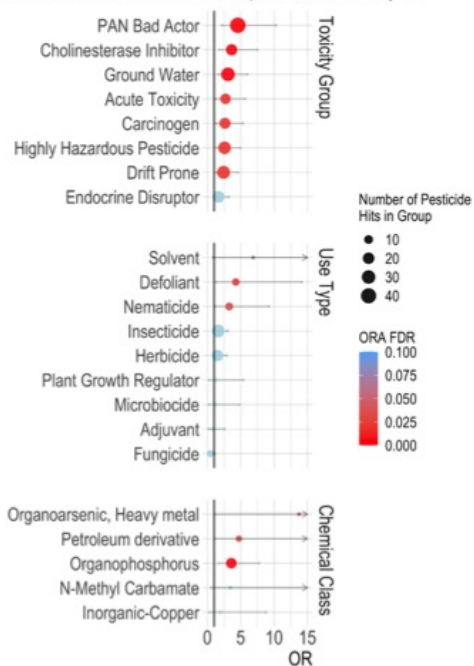 PAN Bad Actor
Cholinesterase Inhibitor
Ground Water
Acute Toxicity
Carcinogen
Highly Hazardous Pesticide
Drift Prone
Endocrine Disruptor
Toxicity Group
Solvent
Defoliant
Nematicide
Insecticide
Herbicide
Plant Growth Regulator
Microbiocide
Adjuvant
Fungicide
Use Type
Organoarsenic, Heavy metal
Petroleum derivative
Organophosphorus
N-Methyl Carbamate
Inorganic-Copper
Chemical Class
0 5 10 15
OR
Number of Pesticide
Hits in Group
10
20
30
40
ORA FDR
0.100
0.075
0.050
0.025
0.000